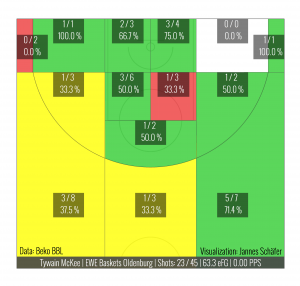 1 / 1
100.0 %
2 / 3
66.7 %
3 / 4
75.0 %
0 / 0
0.0 %
0 / 2
0.0 %
1 / 1
100.0 %
1 / 3
33.3 %
3 / 6
50.0 %
1 / 3
33.3 %
1 / 2
50.0 %
1 / 2
50.0 %
3 / 8
37.5 %
1 / 3
33.3 %
5 / 7
71.4 %
Data: Beko BBL
Visualization: Jannes Schäfer
Tywain McKee | EWE Baskets Oldenburg | Shots: 23 / 45 | 63.3 eFG | 0.00 PPS